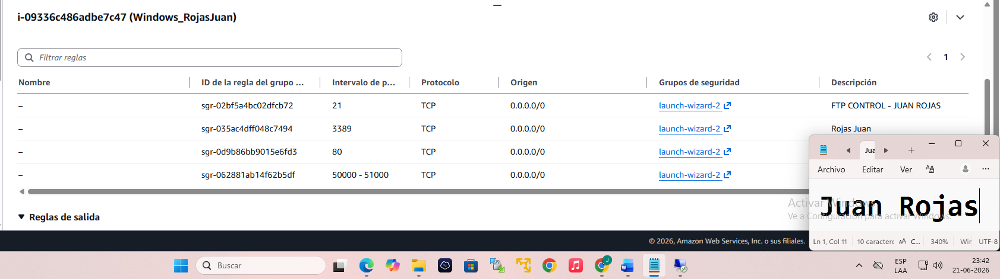 i-09336c486adbe7c47 (Windows_RojasJuan)
Filtrar reglas
1
Nombre ID de la regla del grupo ... Intervalo de p... Protocolo Origen Grupos de seguridad Descripción
– sgr-02bf5a4bc02dfcb72 21 TCP 0.0.0.0/0 launch-wizard-2 FTP CONTROL - JUAN ROJAS
– sgr-035ac4dff048c7494 3389 TCP 0.0.0.0/0 launch-wizard-2 Rojas Juan
– sgr-0d9b86bb9015e6fd3 80 TCP 0.0.0.0/0 launch-wizard-2
– sgr-062881ab14f62b5df 50000 - 51000 TCP 0.0.0.0/0 launch-wizard-2
Reglas de salida
© 2026, Amazon Web Services, Inc. o sus filiales.
Jua
Archivo Editar Ver
Juan Rojas
Activar Windows
Ve a Configuración para activar Windows.
Ln 1, Col 11 10 caractere C... 340% Wir UTF-8
Buscar
ESP
LAA
23:42
21-06-2026